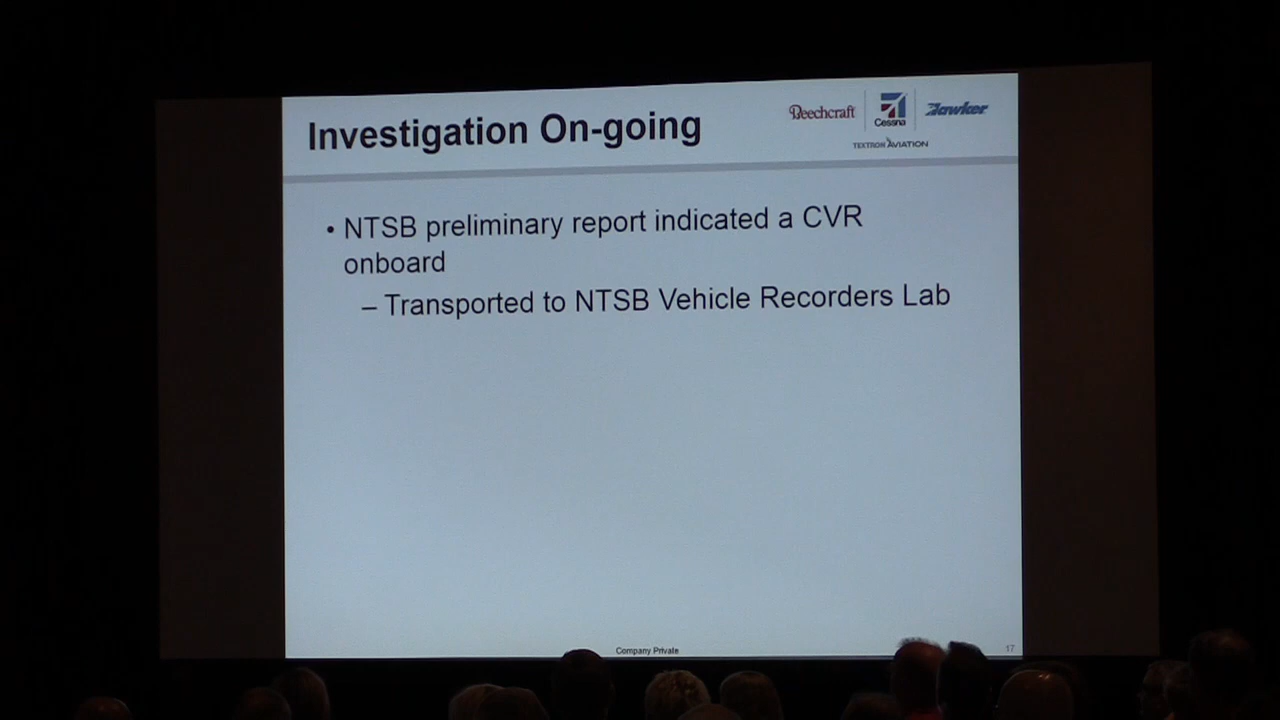 Investigation On-going
Beechcraft
Cessna
Hawker
TEXTRON AVIATION
• NTSB preliminary report indicated a CVR
onboard
– Transported to NTSB Vehicle Recorders Lab
Company Private
17